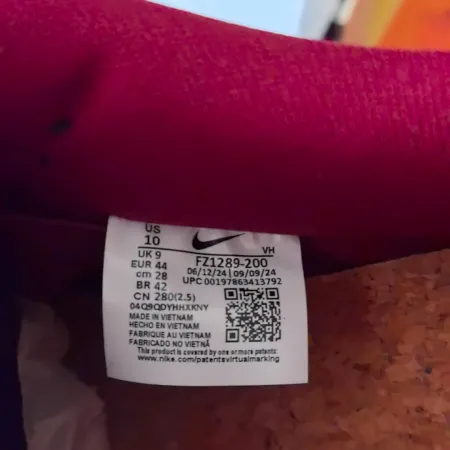 US
10
VH
UK 9
FZ1289-200
EUR 44
06/12/24 | 09/09/24
cm 28
UPC 00197863413792
BR 42
CN 280(2.5)
04Q9QDYHHXKNY
MADE IN VIETNAM
HECHO EN VIETNAM
FABRIQUE AU VIETNAM
FABRICADO NO VIETNÃ
This product is covered by one or more patents:
www.nike.com/patentsvirtualmarking